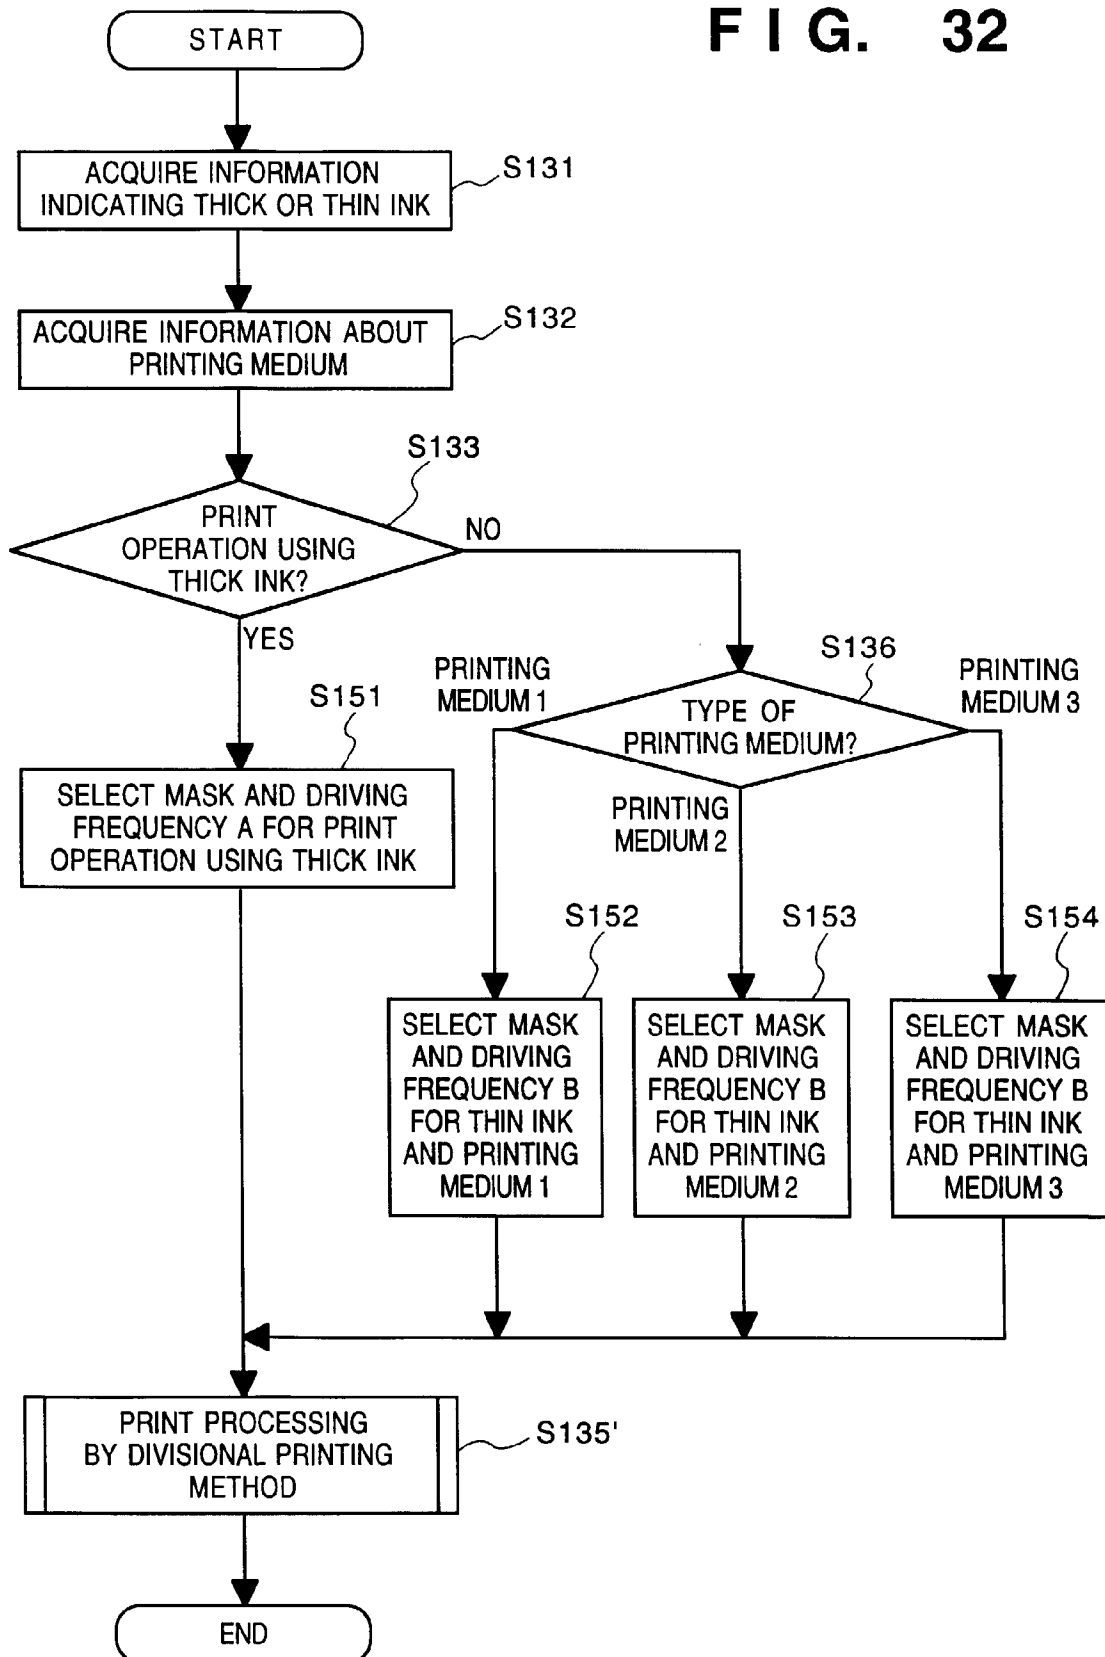 FIG. 32
START
ACQUIRE INFORMATION
INDICATING THICK OR THIN INK
S131
ACQUIRE INFORMATION ABOUT
PRINTING MEDIUM
S132
S133
PRINT
OPERATION USING
THICK INK?
NO
YES
S136
PRINTING
MEDIUM 1
TYPE OF
PRINTING MEDIUM?
PRINTING
MEDIUM 3
PRINTING
MEDIUM 2
S151
SELECT MASK AND DRIVING
FREQUENCY A FOR PRINT
OPERATION USING THICK INK
S152
SELECT MASK
AND DRIVING
FREQUENCY B
FOR THIN INK
AND PRINTING
MEDIUM 1
S153
SELECT MASK
AND DRIVING
FREQUENCY B
FOR THIN INK
AND PRINTING
MEDIUM 2
S154
SELECT MASK
AND DRIVING
FREQUENCY B
FOR THIN INK
AND PRINTING
MEDIUM 3
PRINT PROCESSING
BY DIVISIONAL PRINTING
METHOD
S135'
END